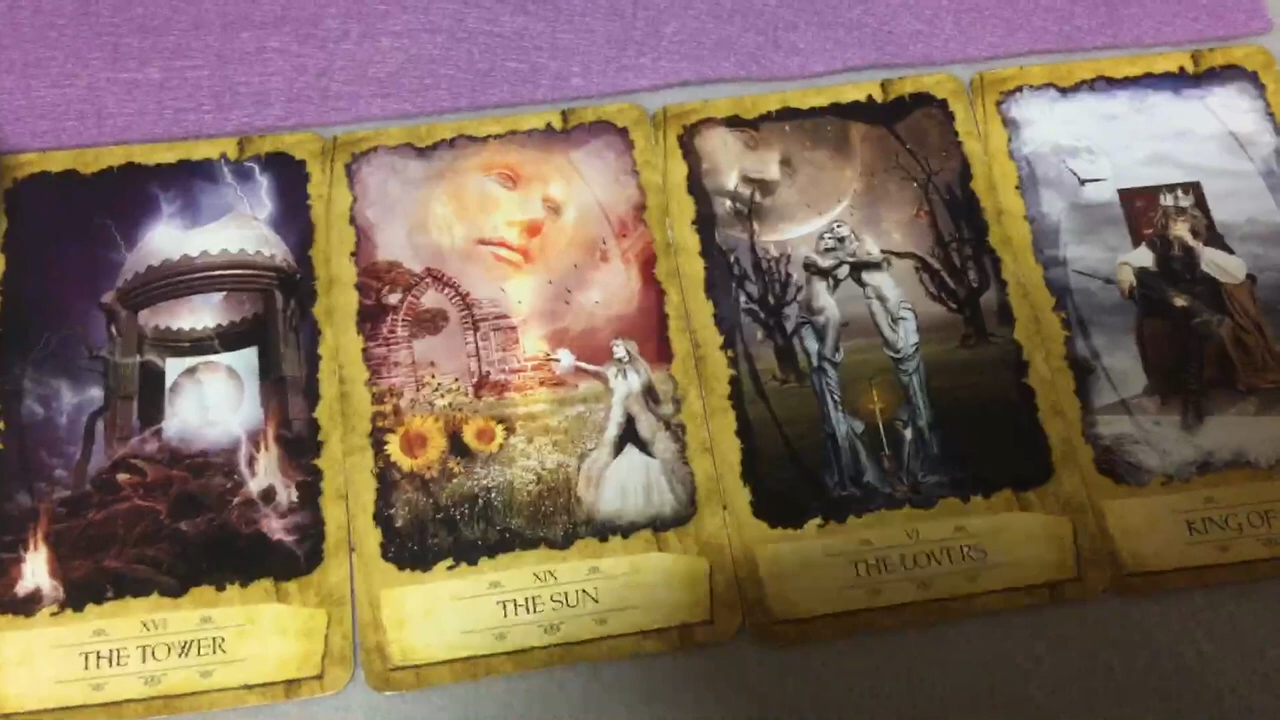 XVI
THE TOWER
XIX
THE SUN
VI
THE LOVERS
KING OF